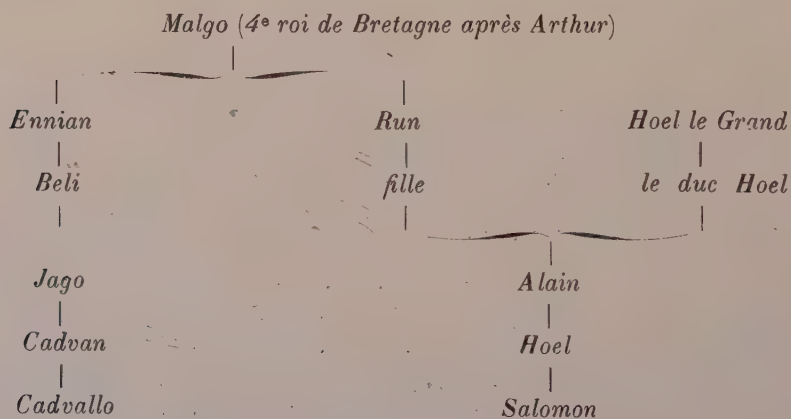 Malgo (4e roi de Bretagne après Arthur)
Ennian Run Hoel le Grand
Beli fille le duc Hoel
Jago Alain
Cadvan Hoel
Cadvallo Salomon